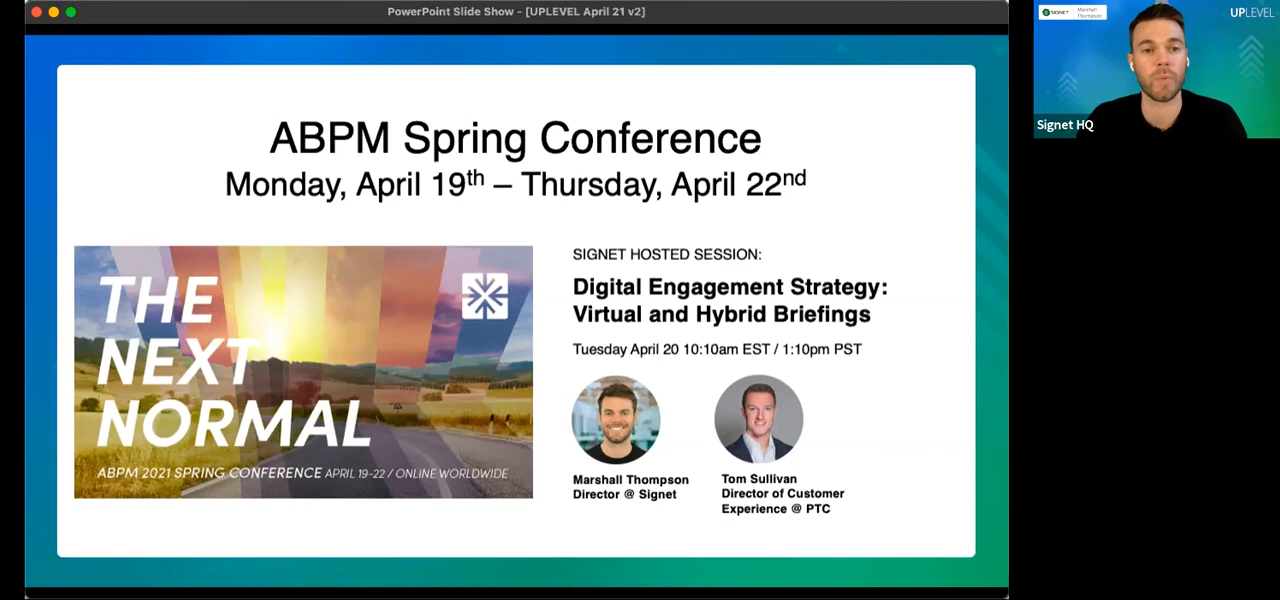 PowerPoint Slide Show - [UPLEVEL April 21 v2]
ABPM Spring Conference
Monday, April 19th – Thursday, April 22nd
THE
NEXT
NORMAL
ABPM 2021 SPRING CONFERENCE APRIL 19-22 / ONLINE WORLDWIDE
SIGNET HOSTED SESSION:
Digital Engagement Strategy:
Virtual and Hybrid Briefings
Tuesday April 20 10:10am EST / 1:10pm PST
Marshall Thompson
Director @ Signet
Tom Sullivan
Director of Customer
Experience @ PTC
SIGNET
Marshall
Thompson
UPLEVEL
Signet HQ